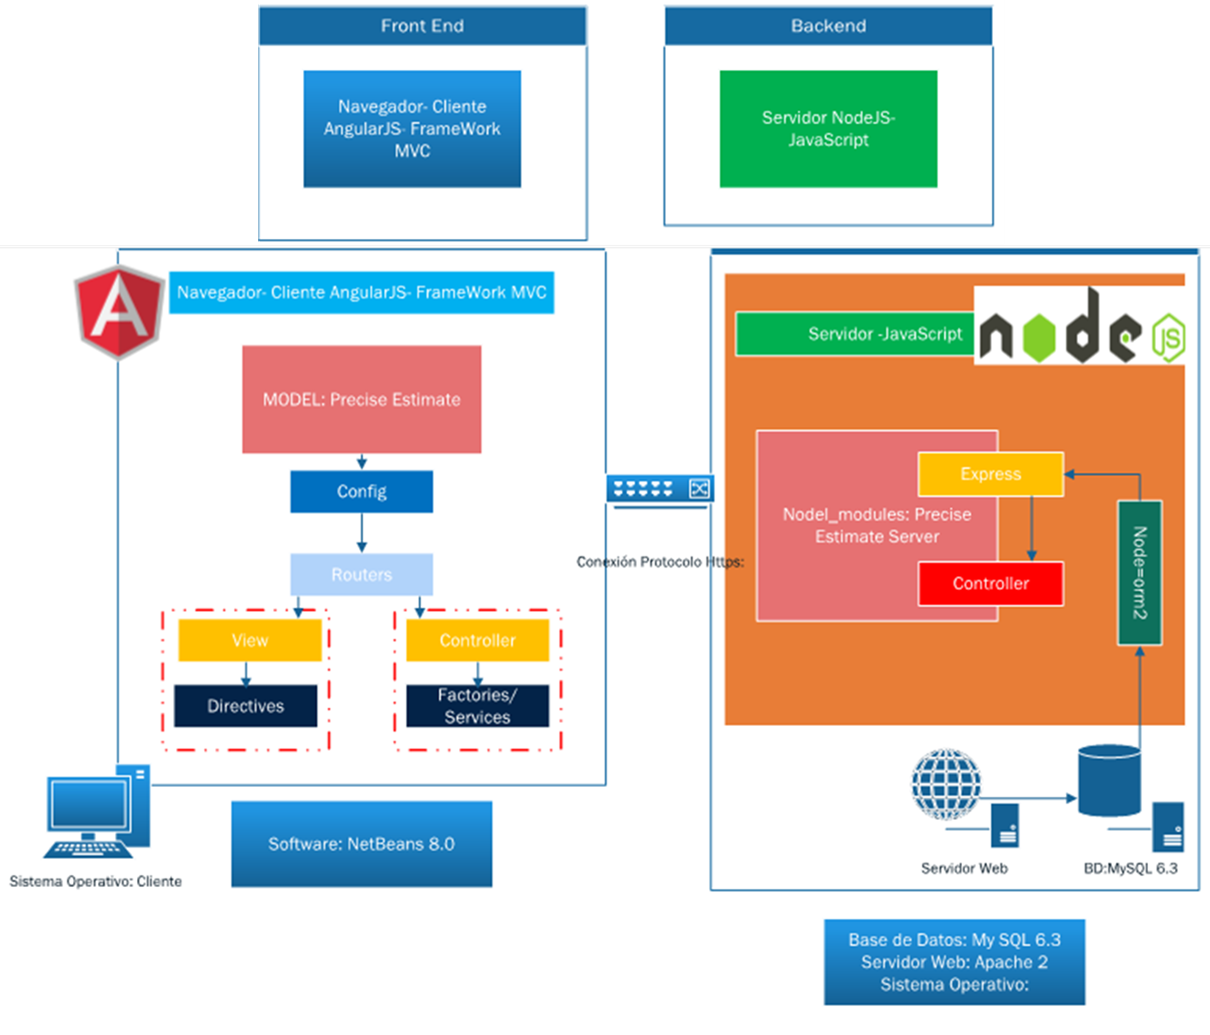 Front End
Backend
Navegador- Cliente
AngularJS- FrameWork
MVC
Servidor NodeJS-
JavaScript
Navegador- Cliente AngularJS- FrameWork MVC
A
MODEL: Precise Estimate
Config
Routers
View
Controller
Directives
Factories/
Services
Sistema Operativo: Cliente
Software: NetBeans 8.0
Conexión Protocolo Https:
Servidor -JavaScript
node
JS
Express
Nodel_modules: Precise
Estimate Server
Controller
Node=orm2
Servidor Web
BD:MySQL 6.3
Base de Datos: My SQL 6.3
Servidor Web: Apache 2
Sistema Operativo: